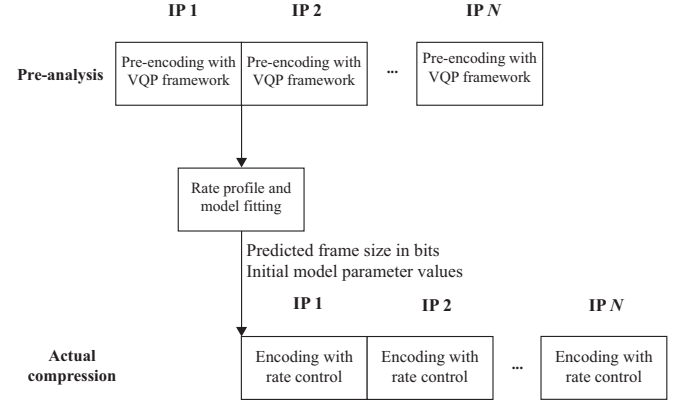 IP 1 IP 2 IP N
Pre-analysis
Pre-encoding with
VQP framework
Pre-encoding with
VQP framework
...
Pre-encoding with
VQP framework
Rate profile and
model fitting
Predicted frame size in bits
Initial model parameter values
IP 1 IP 2 IP N
Actual
compression
Encoding with
rate control
Encoding with
rate control
...
Encoding with
rate control